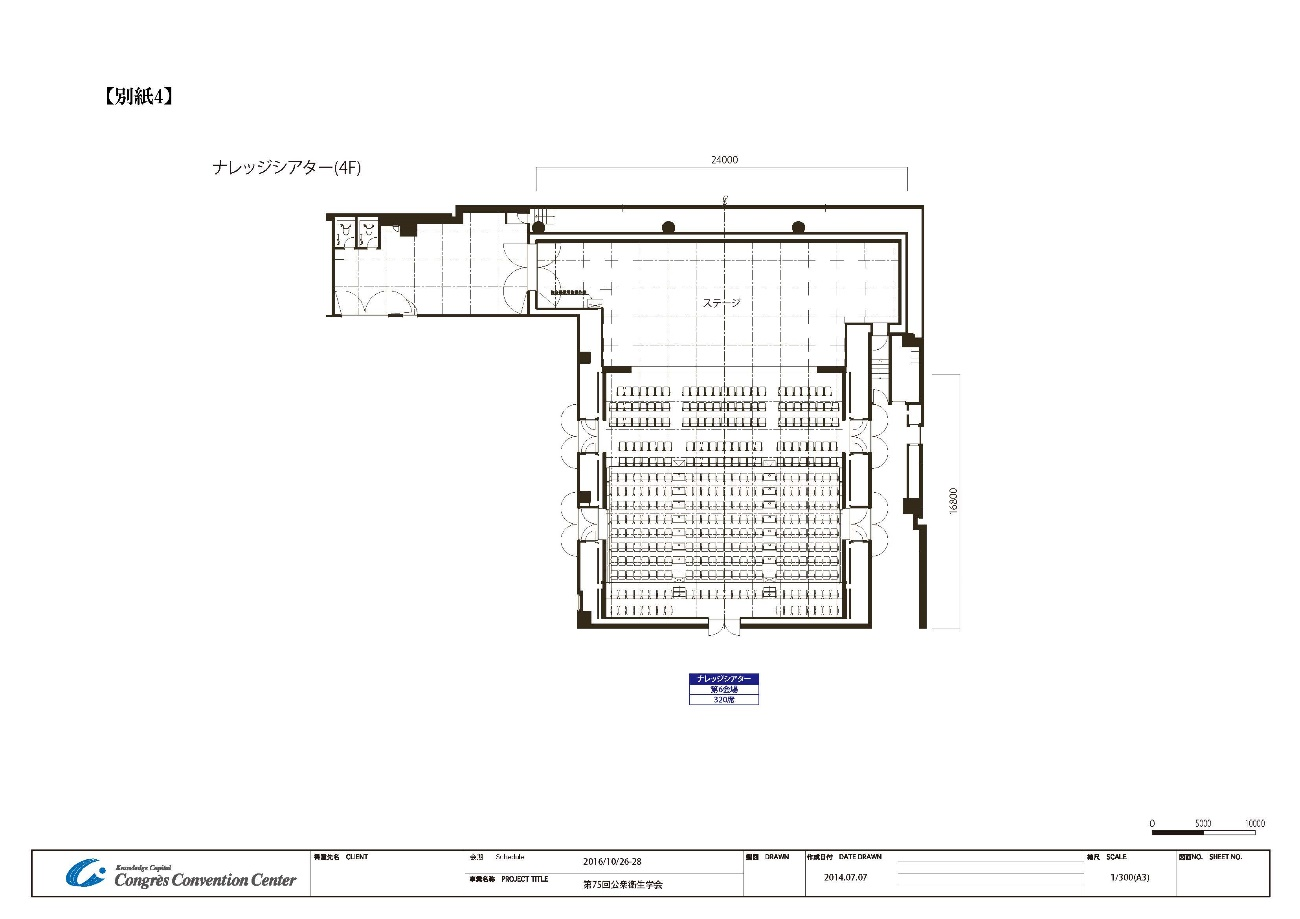 【別紙4】
ナレッジシアター(4F)
24000
ステージ
16800
ナレッジシアター
第6会場
320席
0 5000 10000
Knowledge Capital
Congrès Convention Center
得意先名 CLIENT
会期 Schedule 2016/10/26-28
事業名称 PROJECT TITLE 第75回公衆衛生学会
製図 DRAWN
作成日付 DATE DRAWN
2014.07.07
縮尺 SCALE
1/300(A3)
図面NO. SHEET NO.